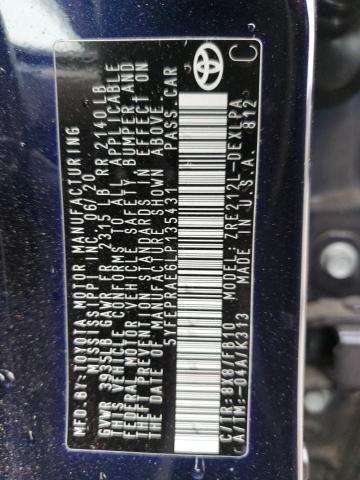 MFD. BY: TOYOTA MOTOR MANUFACTURING
MISSISSIPPI INC. 06/20
GVWR 3935LB GAWR FR 2315 LB RR 2140LB
THIS VEHICLE CONFORMS TO ALL APPLICABLE
FEDERAL MOTOR VEHICLE SAFETY, BUMPER, AND
THEFT PREVENTION STANDARDS IN EFFECT ON THE
DATE OF MANUFACTURE SHOWN ABOVE.
5YFEPRAE6LP135431 PASS. CAR
C/TR: 8X8/FB10 MODEL: ZRE212L-DEXLPA
A/TM: -04A/K313 MADE IN U.S.A. 812
TOYOTA
C